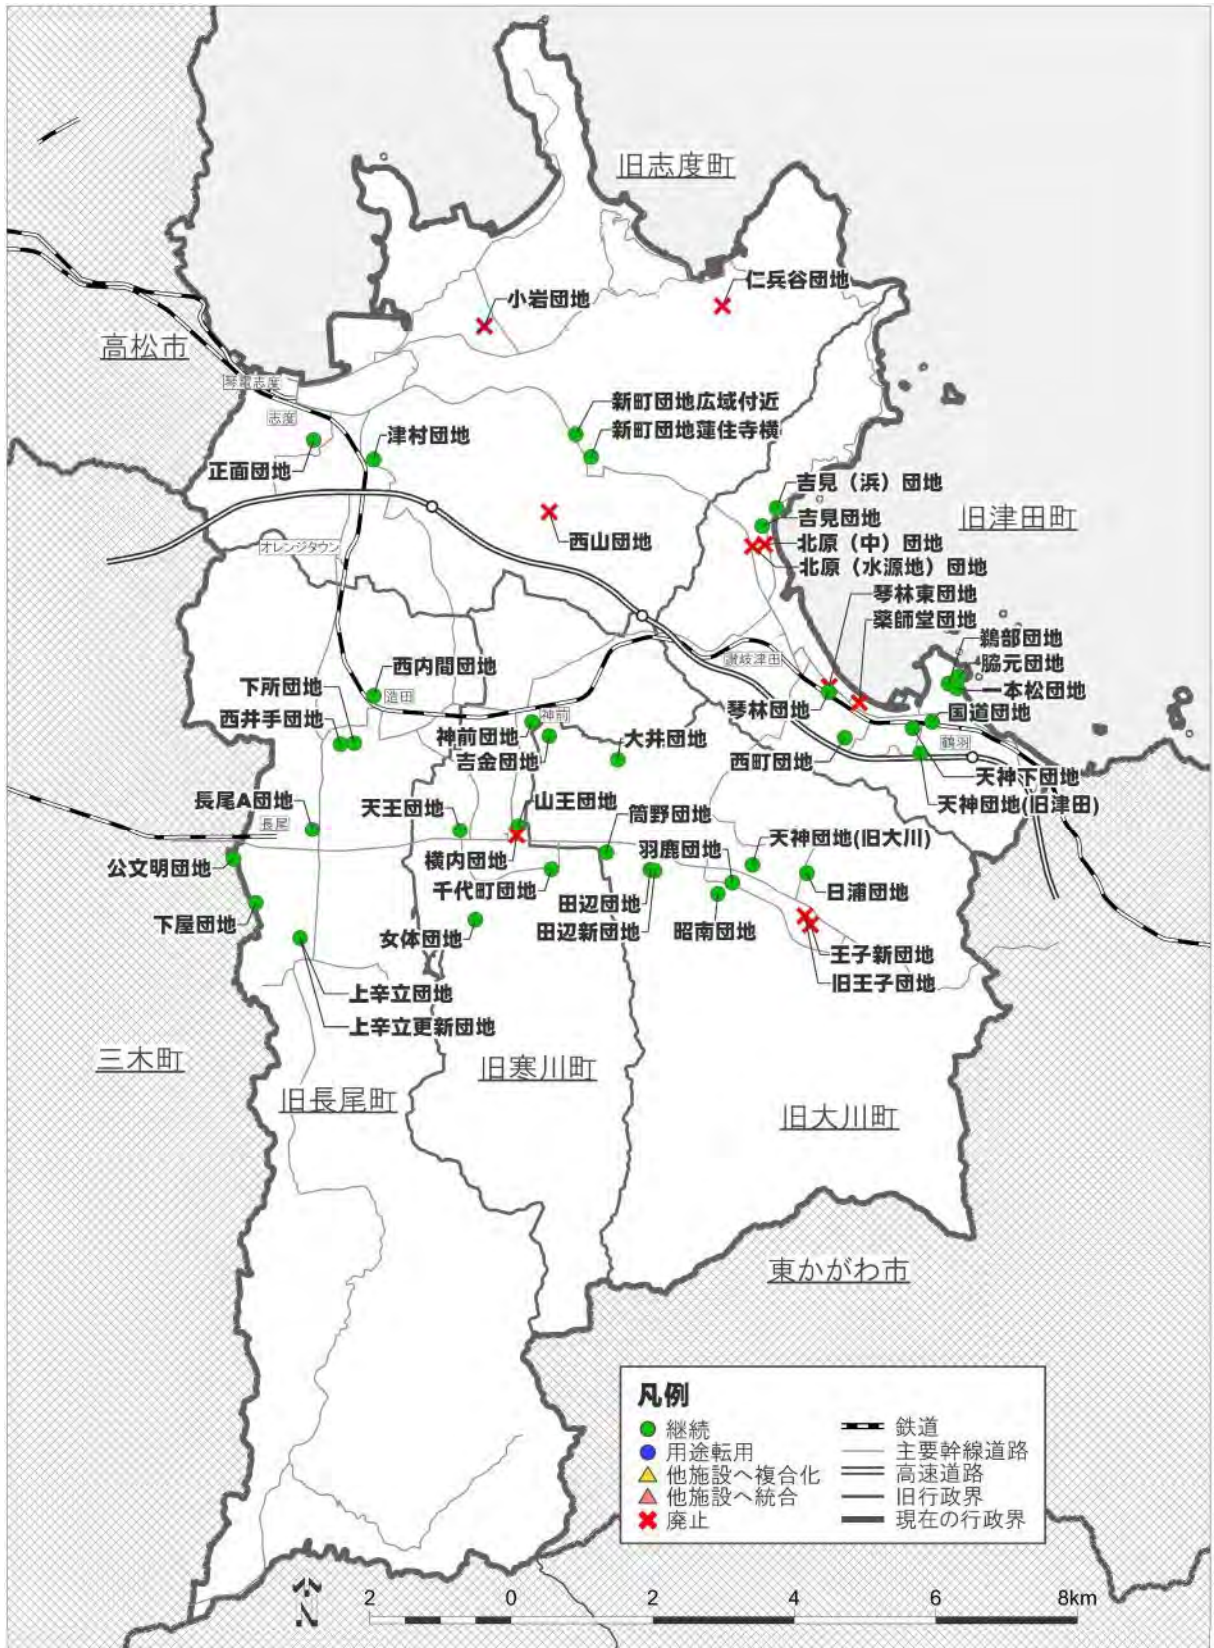 旧志度町
仁兵谷団地
小岩団地
高松市
琴電志度
志度
新町団地広域付近
新町団地蓮住寺横
津村団地
正面団地
吉見（浜）団地
吉見団地
旧津田町
西山団地
北原（中）団地
オレンジタウン
北原（水源地）団地
琴林東団地
薬師堂団地
鵜部団地
讃岐津田
脇元団地
西内間団地
下所団地
造田
一本松団地
琴林団地
国道団地
西井手団地
神前
神前団地
大井団地
鶴羽
吉金団地
西町団地
天神下団地
長尾A団地
天王団地
山王団地
天神団地(旧津田)
筒野団地
長尾
天神団地(旧大川)
羽鹿団地
横内団地
公文明団地
千代町団地
日浦団地
田辺団地
下屋団地
女体団地
田辺新団地
昭南団地
王子新団地
旧王子団地
上辛立団地
上辛立更新団地
三木町
旧寒川町
旧長尾町
旧大川町
東かがわ市
凡例
継続
用途転用
他施設へ複合化
他施設へ統合
廃止
鉄道
主要幹線道路
高速道路
旧行政界
現在の行政界
N
2 0 2 4 6 8km